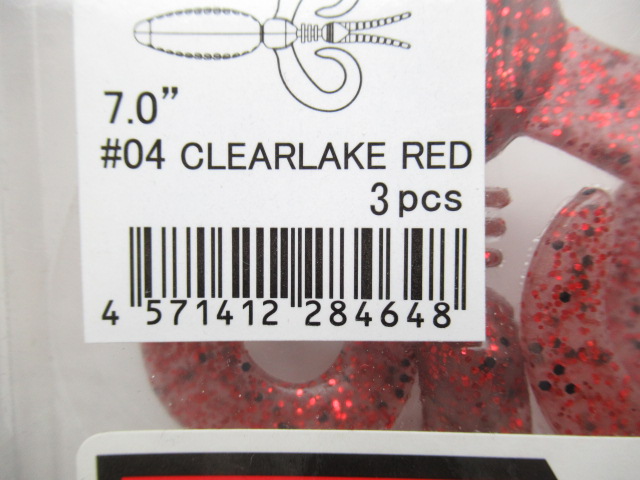 7.0”
#04 CLEARLAKE RED
3 pcs
4 571412 284648